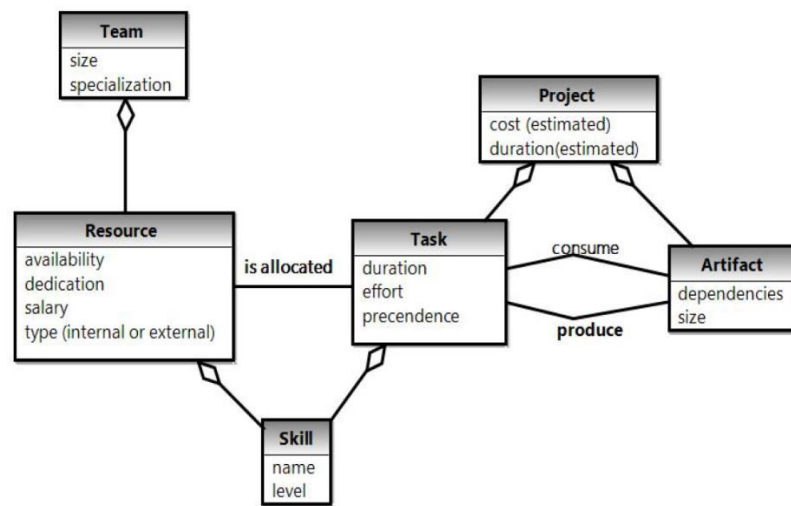 Team
size
specialization
Project
cost (estimated)
duration(estimated)
Resource
availability
dedication
salary
type (internal or external)
is allocated
Task
duration
effort
precendence
consume
produce
Artifact
dependencies
size
Skill
name
level